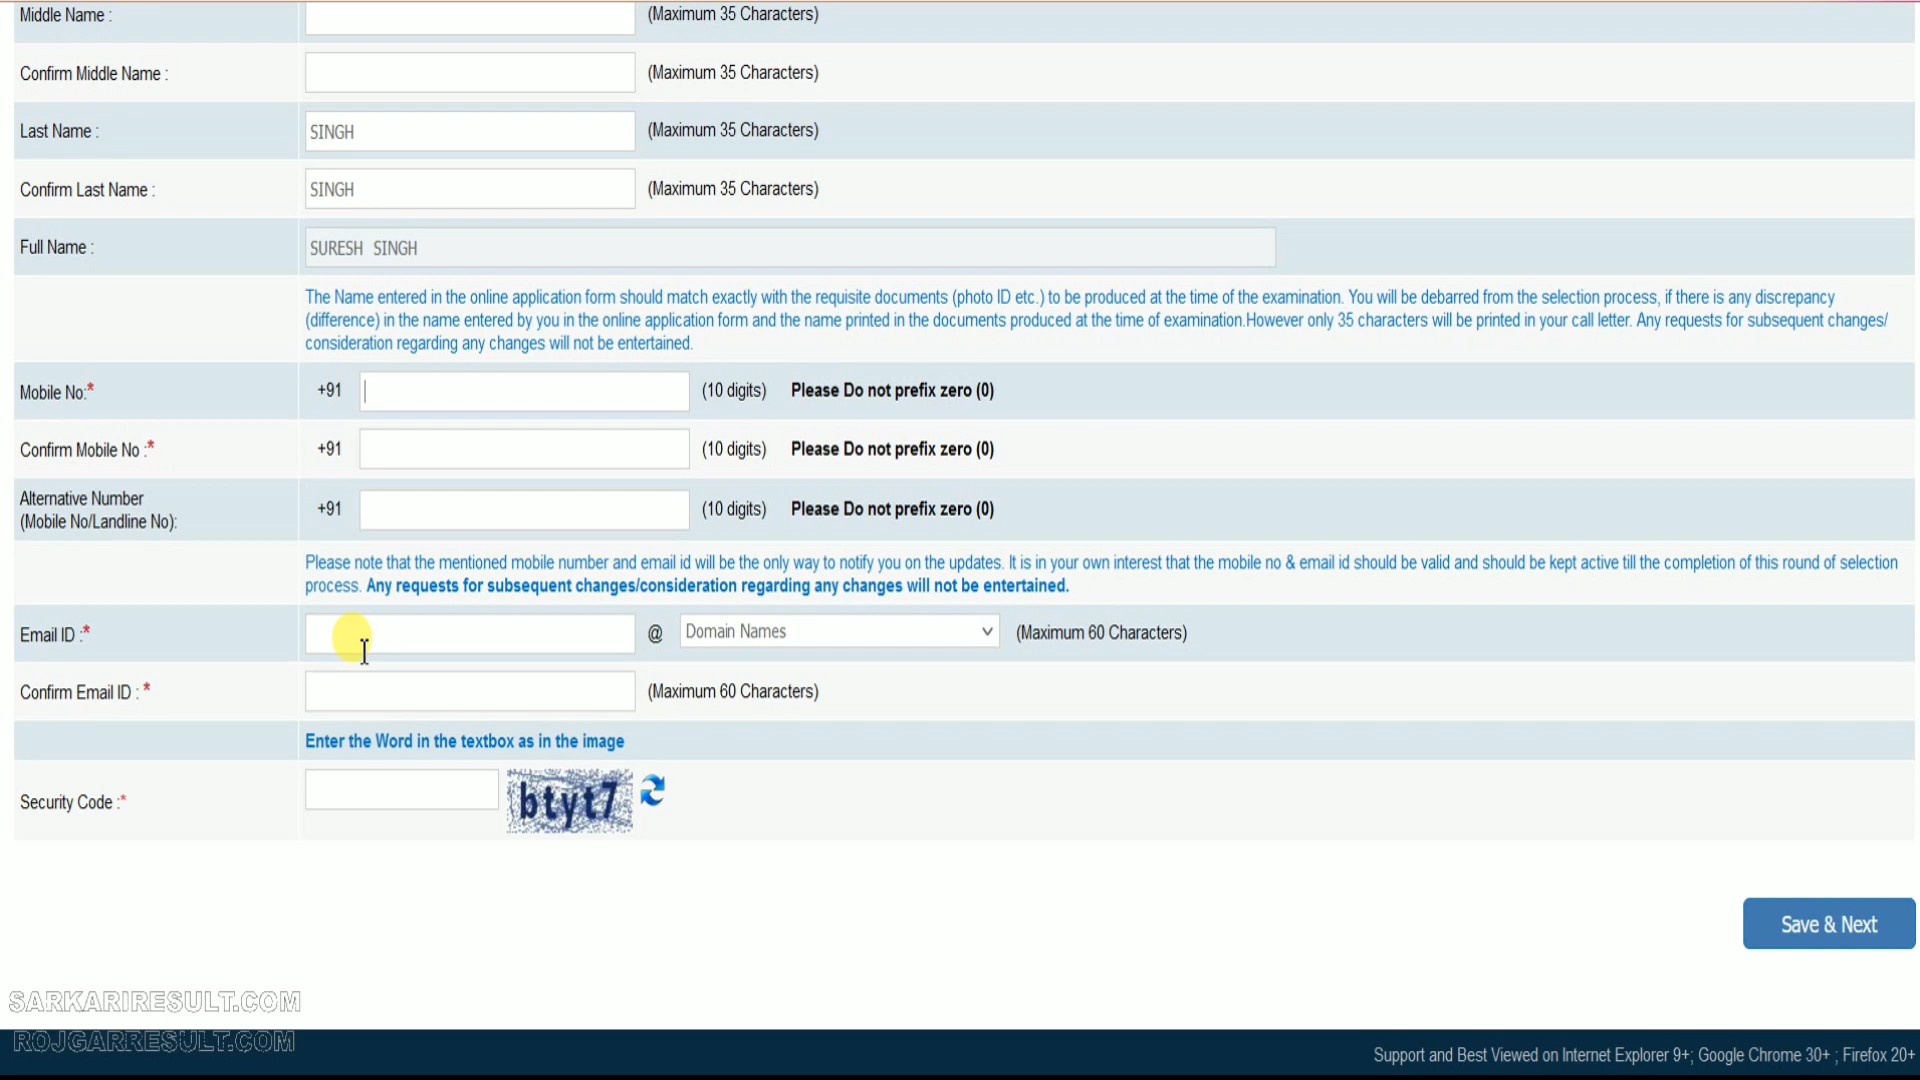 Middle Name :
(Maximum 35 Characters)
Confirm Middle Name :
(Maximum 35 Characters)
Last Name :
SINGH
(Maximum 35 Characters)
Confirm Last Name :
SINGH
(Maximum 35 Characters)
Full Name :
SURESH SINGH
The Name entered in the online application form should match exactly with the requisite documents (photo ID etc.) to be produced at the time of the examination. You will be debarred from the selection process, if there is any discrepancy
(difference) in the name entered by you in the online application form and the name printed in the documents produced at the time of examination.However only 35 characters will be printed in your call letter. Any requests for subsequent changes/
consideration regarding any changes will not be entertained.
Mobile No:*
+91
(10 digits)
Please Do not prefix zero (0)
Confirm Mobile No :*
+91
(10 digits)
Please Do not prefix zero (0)
Alternative Number
(Mobile No/Landline No):
+91
(10 digits)
Please Do not prefix zero (0)
Please note that the mentioned mobile number and email id will be the only way to notify you on the updates. It is in your own interest that the mobile no & email id should be valid and should be kept active till the completion of this round of selection
process. Any requests for subsequent changes/consideration regarding any changes will not be entertained.
Email ID :*
@
Domain Names
(Maximum 60 Characters)
Confirm Email ID : *
(Maximum 60 Characters)
Enter the Word in the textbox as in the image
Security Code :*
btyt7
Save & Next
SARKARIRESULT.COM
ROJGARRESULT.COM
Support and Best Viewed on Internet Explorer 9+; Google Chrome 30+ ; Firefox 20+